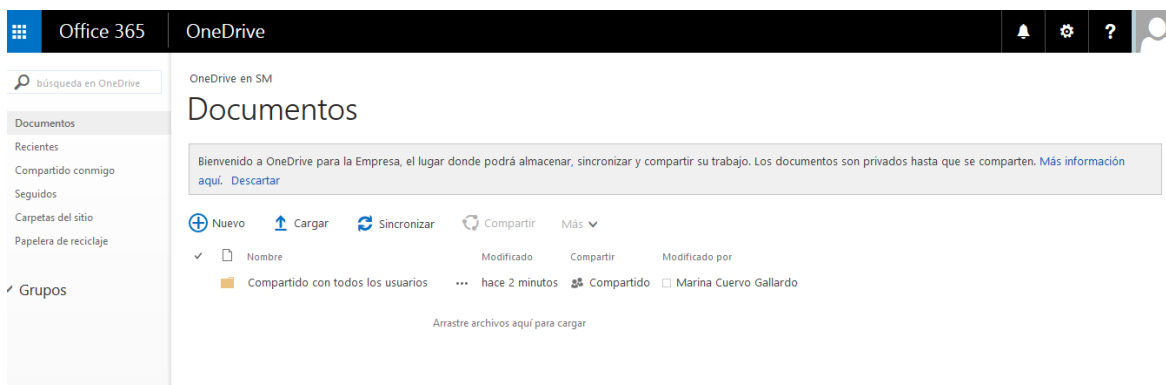 Office 365 OneDrive ?
búsqueda en OneDrive
Documentos
Recientes
Compartido conmigo
Seguidos
Carpetas del sitio
Papelera de reciclaje
Grupos
OneDrive en SM
Documentos
Bienvenido a OneDrive para la Empresa, el lugar donde podrá almacenar, sincronizar y compartir su trabajo. Los documentos son privados hasta que se comparten. Más información
aquí. Descartar
Nuevo Cargar Sincronizar Compartir Más
Nombre Modificado Compartir Modificado por
Compartido con todos los usuarios ... hace 2 minutos Compartido Marina Cuervo Gallardo
Arrastre archivos aquí para cargar